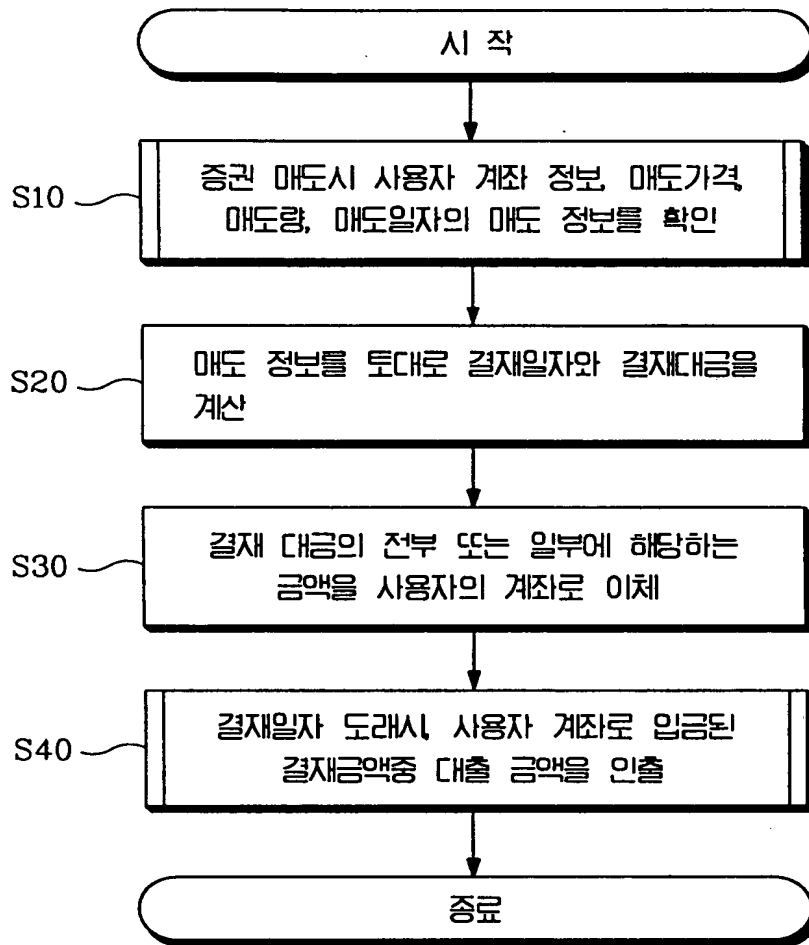 시 작
S10
증권 매도시 사용자 계좌 정보, 매도가격,
매도량, 매도일자의 매도 정보를 확인
S20
매도 정보를 토대로 결재일자와 결재대금을
계산
S30
결재 대금의 전부 또는 일부에 해당하는
금액을 사용자의 계좌로 이체
S40
결재일자 도래시, 사용자 계좌로 입금된
결재금액중 대출 금액을 인출
종료